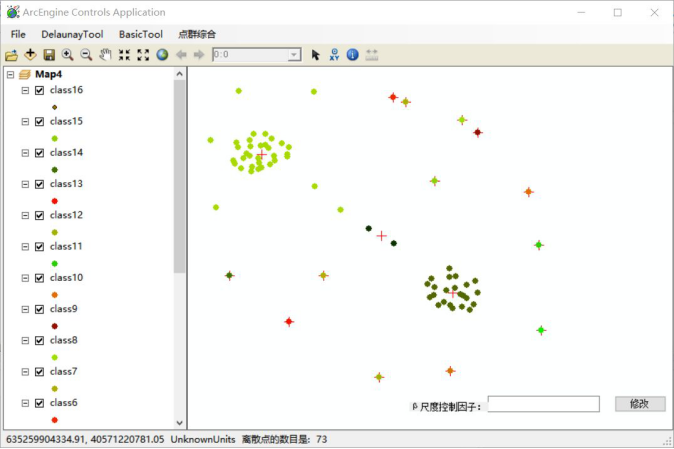 ArcEngine Controls Application
File DelaunayTool BasicTool 点群综合
0:0
Map4
class16
class15
class14
class13
class12
class11
class10
class9
class8
class7
class6
β尺度控制因子: 修改
635259904334.91, 40571220781.05 UnknownUnits 离散点的数目是: 73